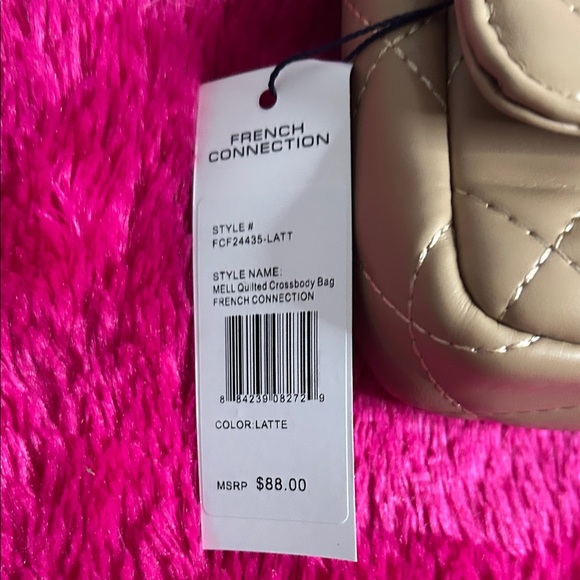 FRENCH
CONNECTION
STYLE #
FCF24435-LATT
STYLE NAME:
MELL Quilted Crossbody Bag
FRENCH CONNECTION
8 84239 08272 9
COLOR:LATTE
MSRP $88.00